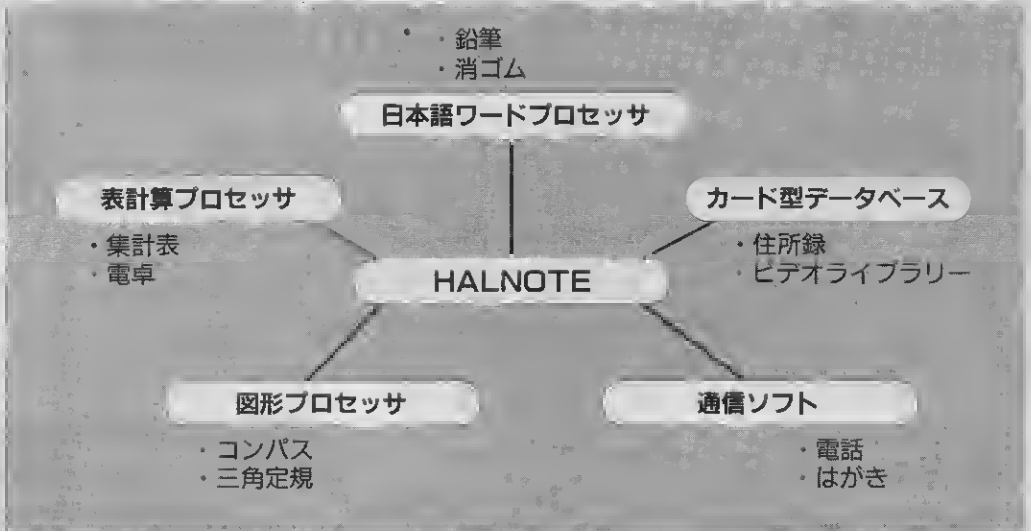 ・鉛筆
・消ゴム
日本語ワードプロセッサ
表計算プロセッサ
・集計表
・電卓
カード型データベース
・住所録
・ビデオライブラリー
HALNOTE
図形プロセッサ
・コンパス
・三角定規
通信ソフト
・電話
・はがき